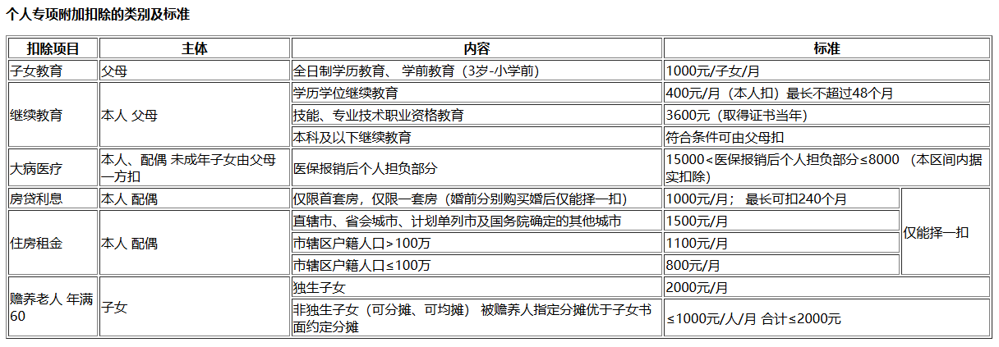 个人专项附加扣除的类别及标准
扣除项目 主体 内容 标准
子女教育 父母 全日制学历教育、 学前教育（3岁-小学前） 1000元/子女/月
继续教育 本人 父母 学历学位继续教育 400元/月（本人扣）最长不超过48个月
技能、专业技术职业资格教育 3600元（取得证书当年）
本科及以下继续教育 符合条件可由父母扣
大病医疗 本人、配偶 未成年子女由父母
一方扣 医保报销后个人担负部分 15000<医保报销后个人担负部分≤8000 （本区间内据
实扣除）
房贷利息 本人 配偶 仅限首套房，仅限一套房（婚前分别购买婚后仅能择一扣） 1000元/月； 最长可扣240个月 仅能择一扣
住房租金 本人 配偶 直辖市、省会城市、计划单列市及国务院确定的其他城市 1500元/月
市辖区户籍人口>100万 1100元/月
市辖区户籍人口≤100万 800元/月
赡养老人 年满
60 子女 独生子女 2000元/月
非独生子女（可分摊、可均摊） 被赡养人指定分摊优于子女书
面约定分摊 ≤1000元/人/月 合计≤2000元